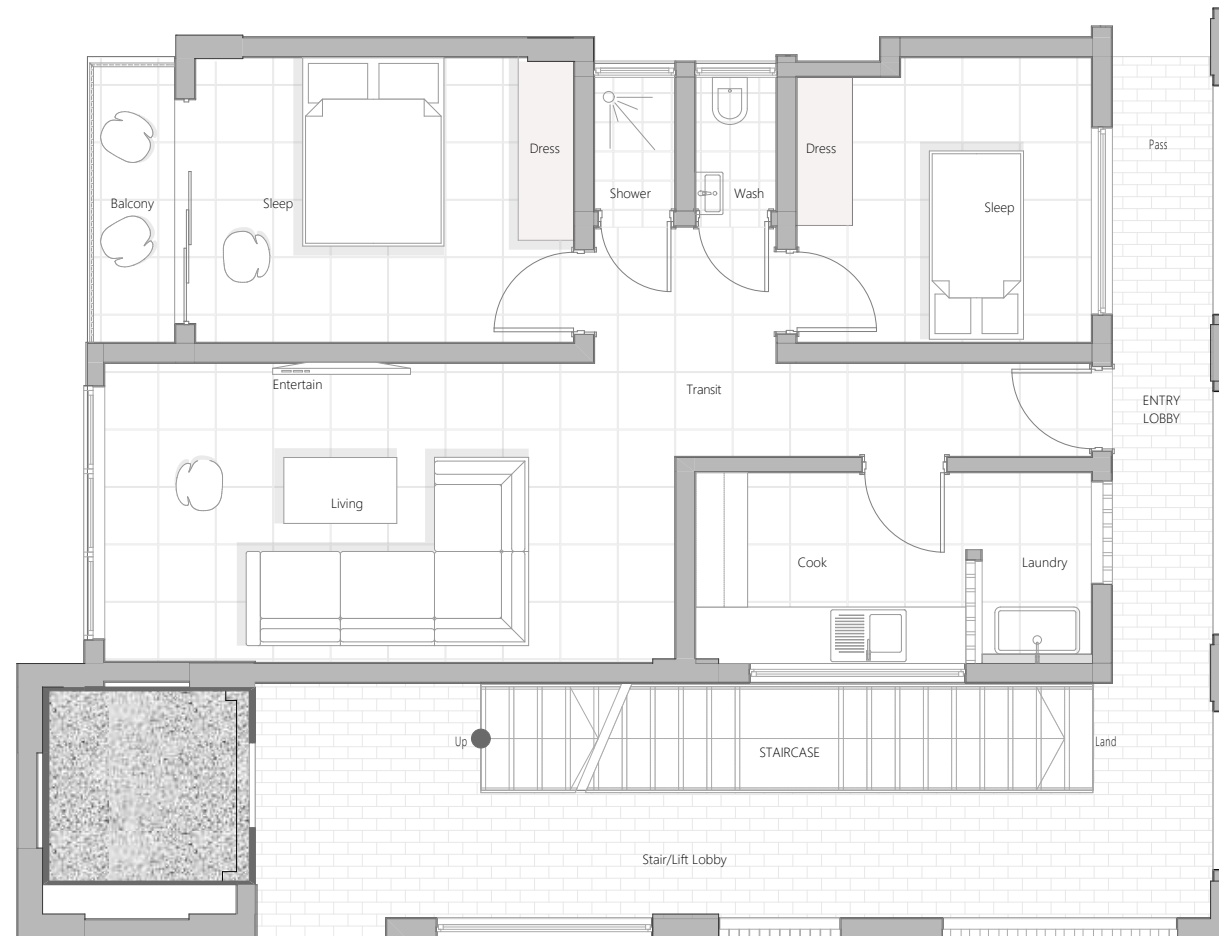 Pass
Dress
Dress
Shower
Wash
Balcony
Sleep
Sleep
Entertain
Transit
ENTRY
LOBBY
Living
Cook
Laundry
Up
STAIRCASE
Land
Stair/Lift Lobby